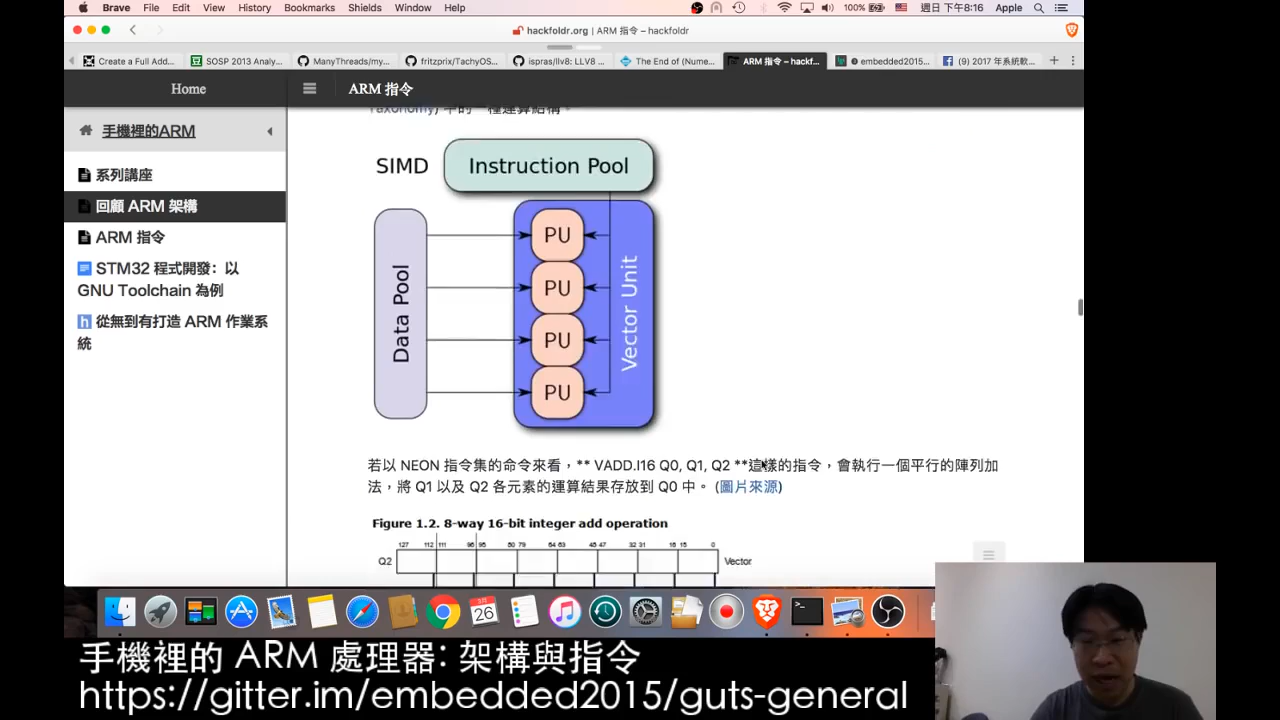 Brave File Edit View History Bookmarks Shields Window Help 100% 週日 下午8:16 Apple
hackfoldr.org | ARM 指令 – hackfoldr
Create a Full Add... SOSP 2013 Analy... ManyThreads/my... fritzprix/TachyOS... ispras/llv8: LLV8 ... The End of (Nume... ARM 指令 – hackf... embedded2015... (9) 2017 年系統軟...
Home ARM 指令
Taxonomy) 中的一種運算結構。
手機裡的ARM
系列講座
回顧 ARM 架構
ARM 指令
STM32 程式開發：以
GNU Toolchain 為例
從無到有打造 ARM 作業系
統
SIMD Instruction Pool
Data Pool
PU
PU
PU
PU
Vector Unit
若以 NEON 指令集的命令來看，** VADD.I16 Q0, Q1, Q2 **這樣的指令，會執行一個平行的陣列加
法，將 Q1 以及 Q2 各元素的運算結果存放到 Q0 中。 (圖片來源)
Figure 1.2. 8-way 16-bit integer add operation
127 112 111 96 95 80 79 64 63 48 47 32 31 16 15 0
Q2 Vector
26
手機裡的 ARM 處理器: 架構與指令
https://gitter.im/embedded2015/guts-general